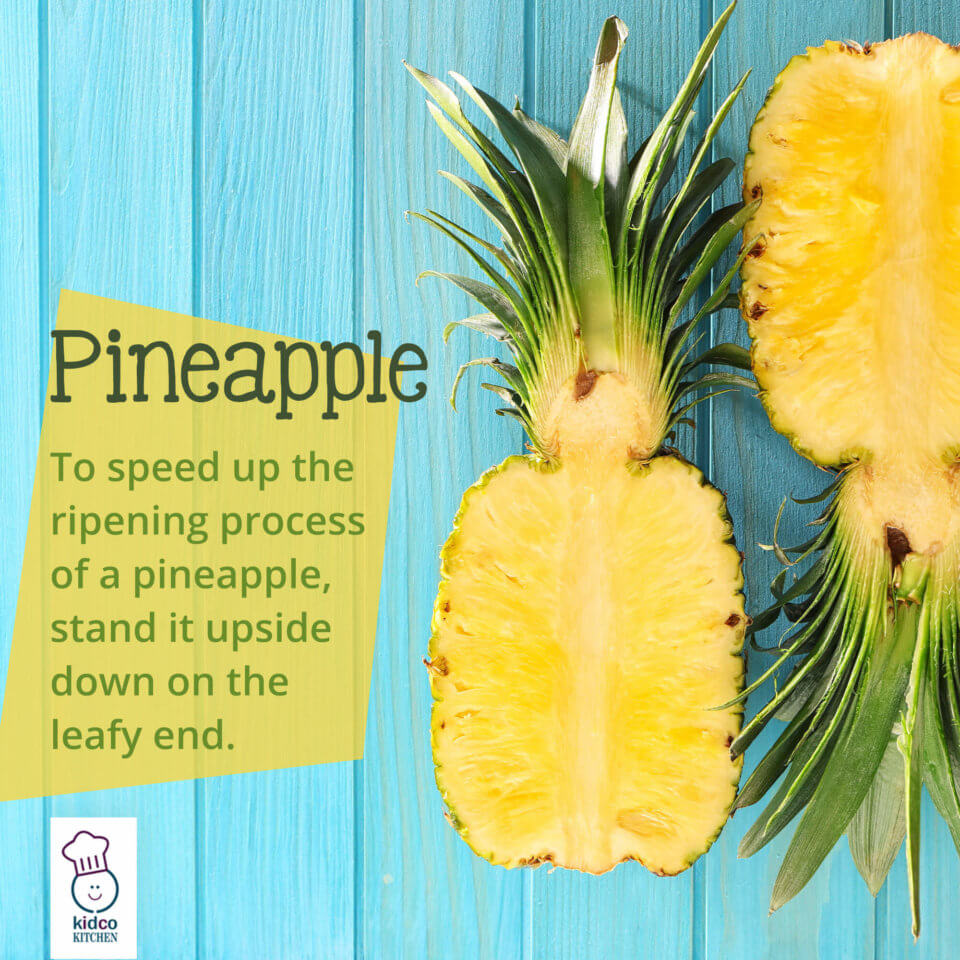 Pineapple
To speed up the
ripening process
of a pineapple,
stand it upside
down on the
leafy end.
kidco
KITCHEN